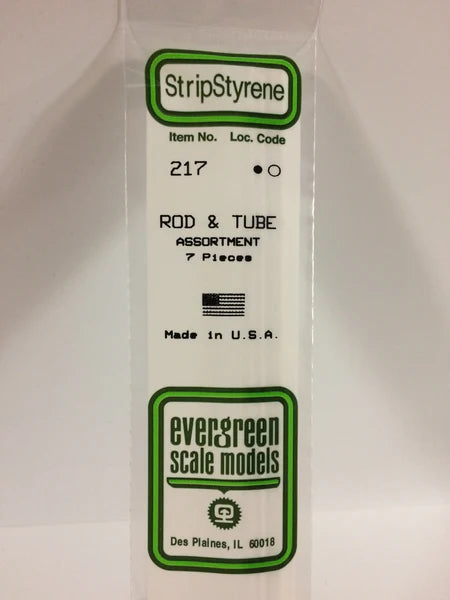 StripStyrene
Item No. Loc. Code
217 ●○
ROD & TUBE
ASSORTMENT
7 Pieces
Made in U.S.A.
evergreen
scale models
Des Plaines, IL 60018